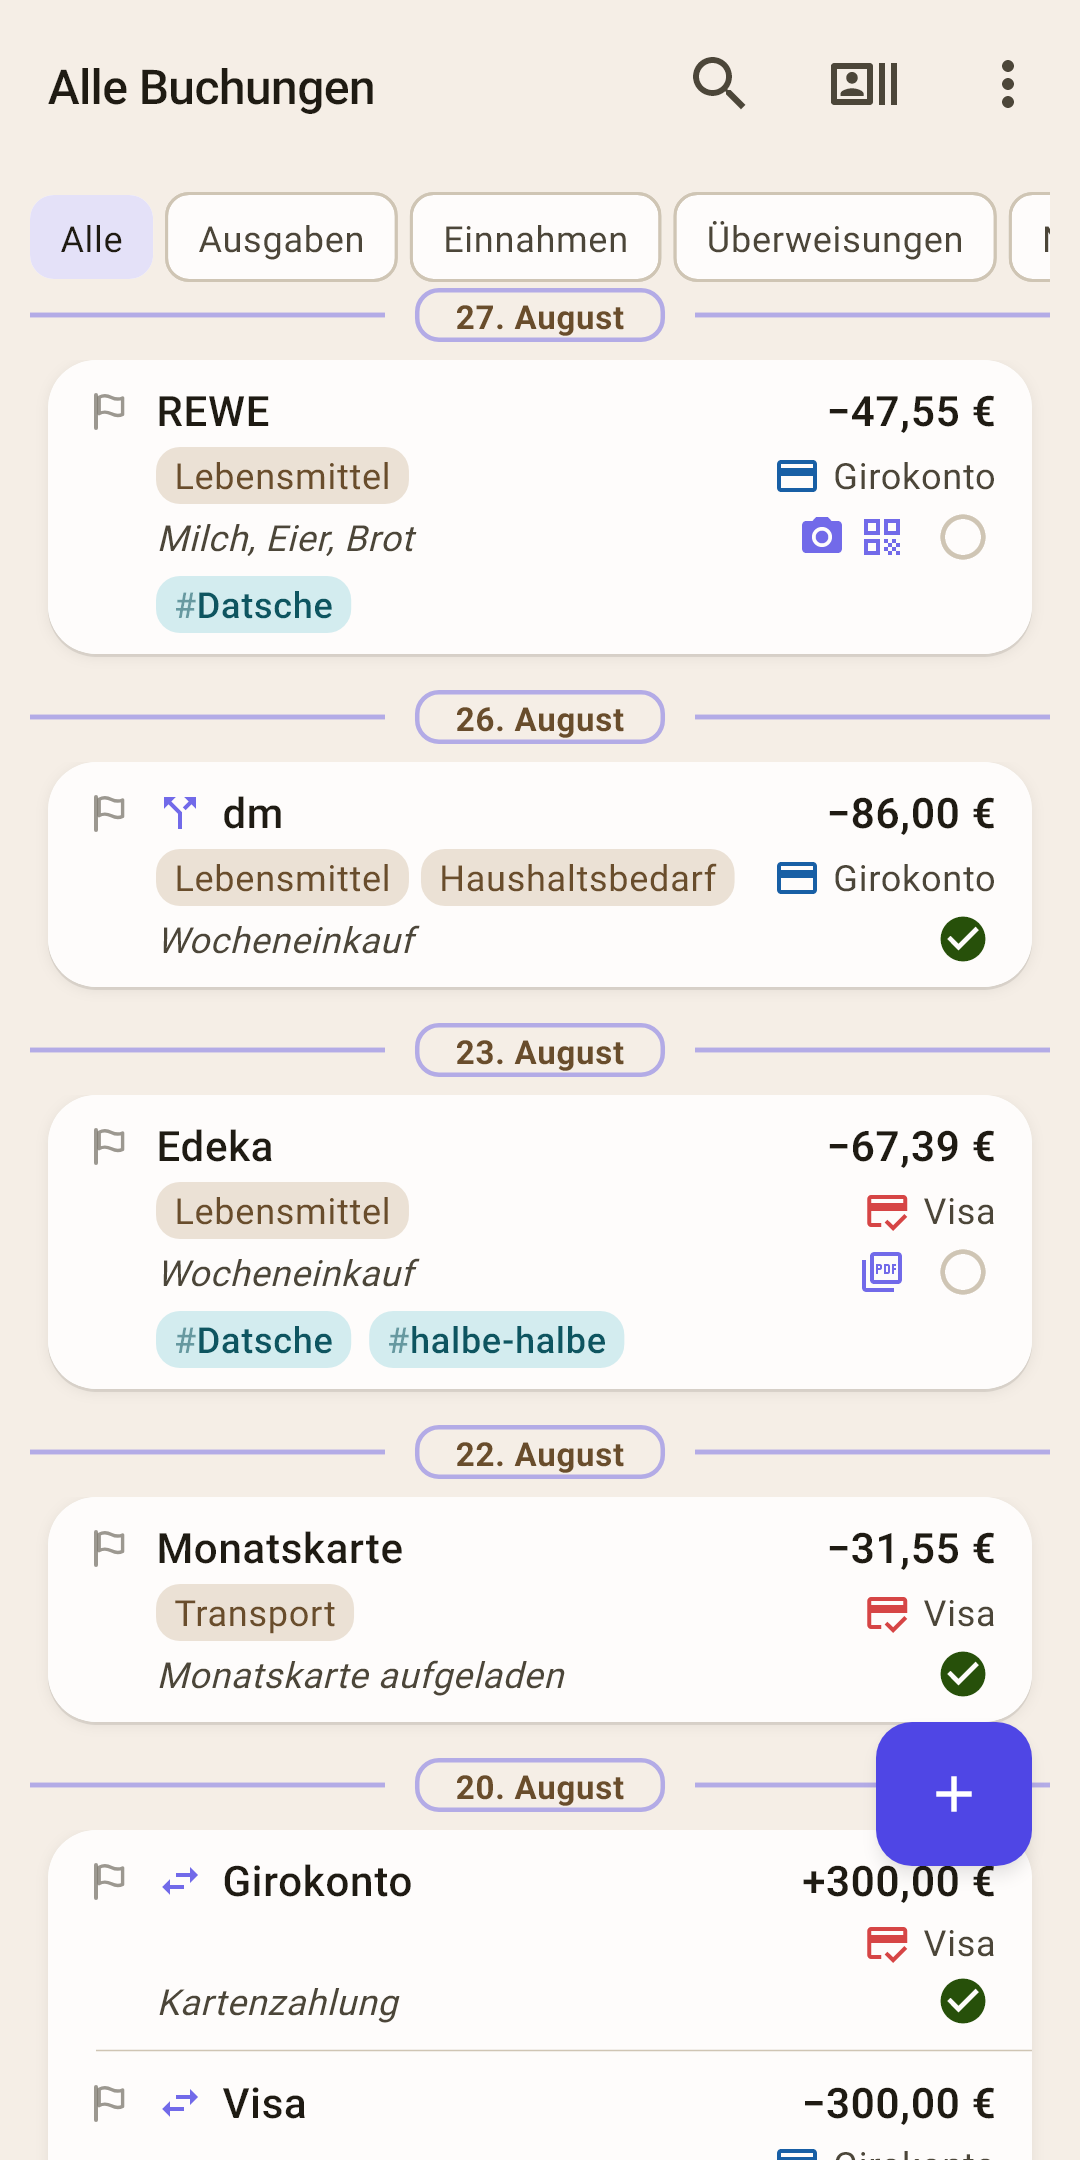 Alle Buchungen
Alle Ausgaben Einnahmen Überweisungen
27. August
REWE −47,55 €
Lebensmittel Girokonto
Milch, Eier, Brot
#Datsche
26. August
dm −86,00 €
Lebensmittel Haushaltsbedarf Girokonto
Wocheneinkauf
23. August
Edeka −67,39 €
Lebensmittel Visa
Wocheneinkauf PDF
#Datsche #halbe-halbe
22. August
Monatskarte −31,55 €
Transport Visa
Monatskarte aufgeladen
20. August
Girokonto +300,00 €
Visa
Kartenzahlung
Visa −300,00 €
Girokonto